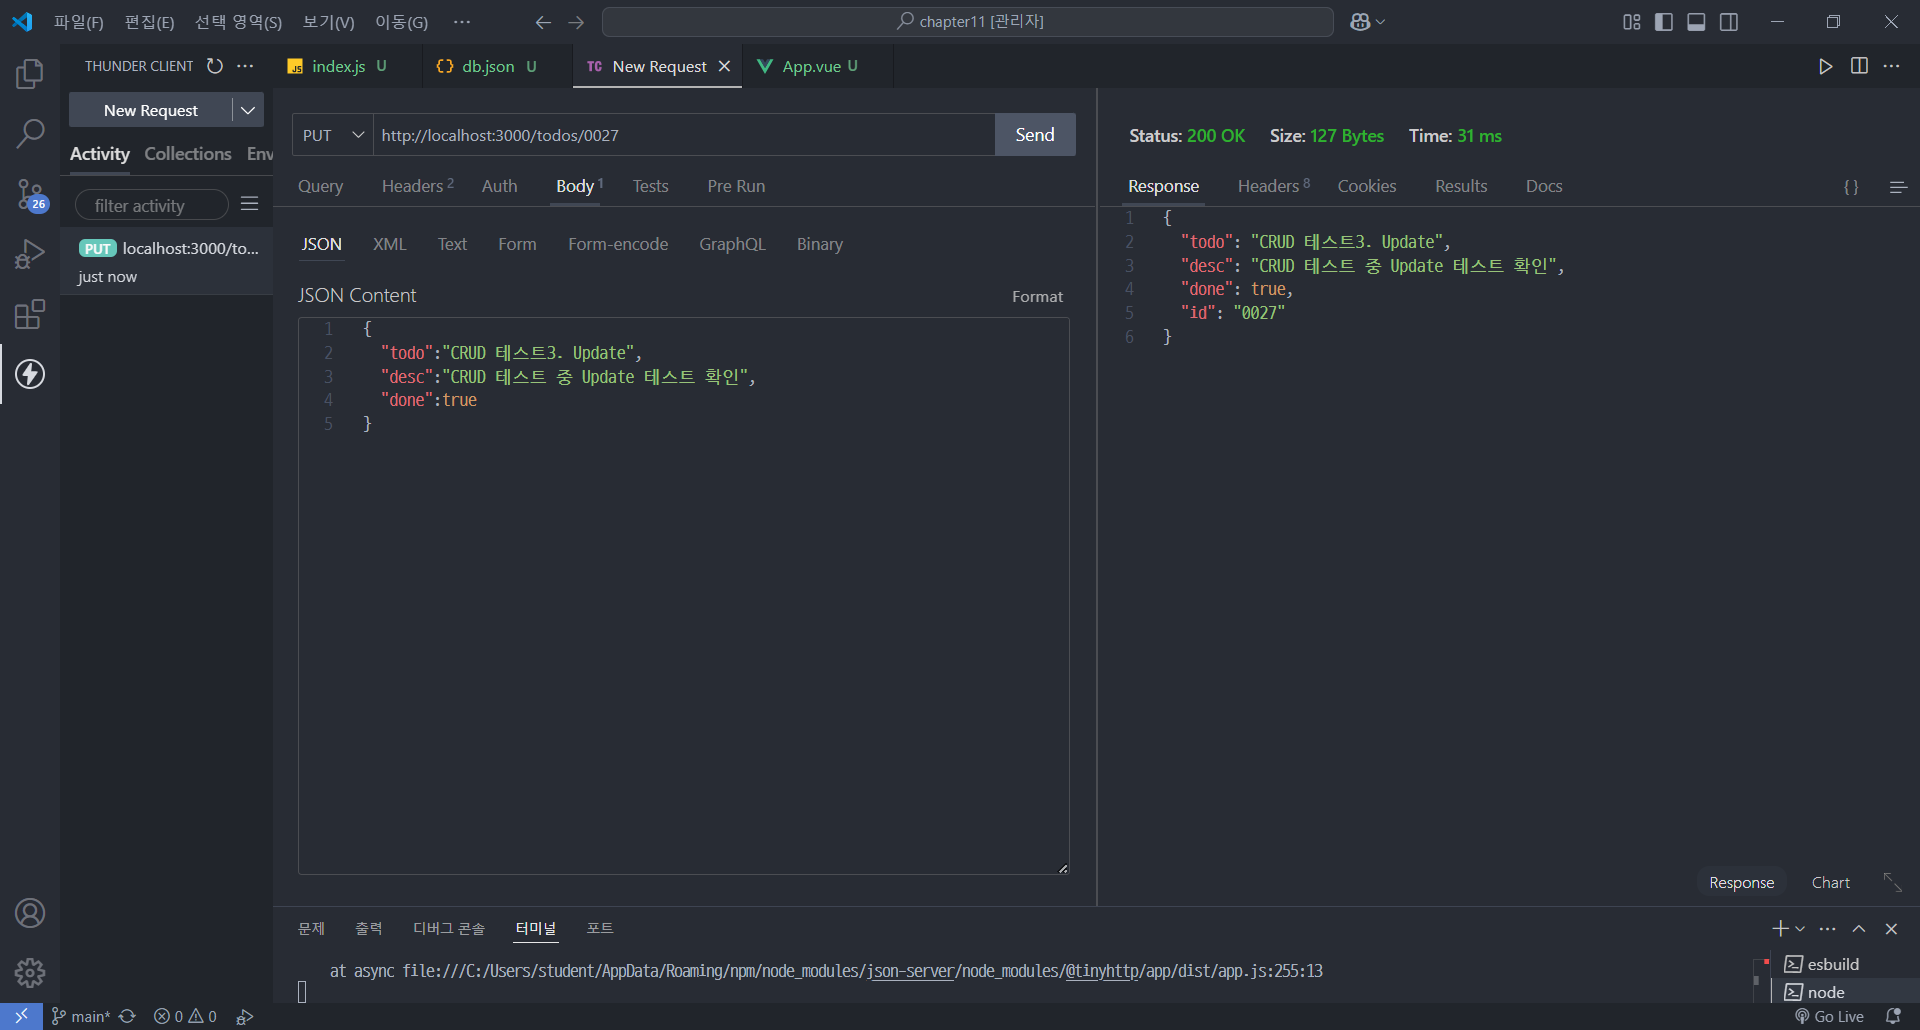 파일(F) 편집(E) 선택 영역(S) 보기(V) 이동(G) ··· chapter11 [관리자]
THUNDER CLIENT ···
JS index.js U {} db.json U TC New Request App.vue U ···
New Request
Activity Collections Env
filter activity
PUT localhost:3000/to...
just now
26
PUT http://localhost:3000/todos/0027 Send
Query Headers 2 Auth Body 1 Tests Pre Run
JSON XML Text Form Form-encode GraphQL Binary
JSON Content Format
1 {
2 "todo":"CRUD 테스트3. Update",
3 "desc":"CRUD 테스트 중 Update 테스트 확인",
4 "done":true
5 }
Status: 200 OK Size: 127 Bytes Time: 31 ms
Response Headers 8 Cookies Results Docs { }
1 {
2 "todo": "CRUD 테스트3. Update",
3 "desc": "CRUD 테스트 중 Update 테스트 확인",
4 "done": true,
5 "id": "0027"
6 }
Response Chart
문제 출력 디버그 콘솔 터미널 포트 ···
at async file:///C:/Users/student/AppData/Roaming/npm/node_modules/json-server/node_modules/@tinyhttp/app/dist/app.js:255:13
esbuild
node
main* 0 0 Go Live